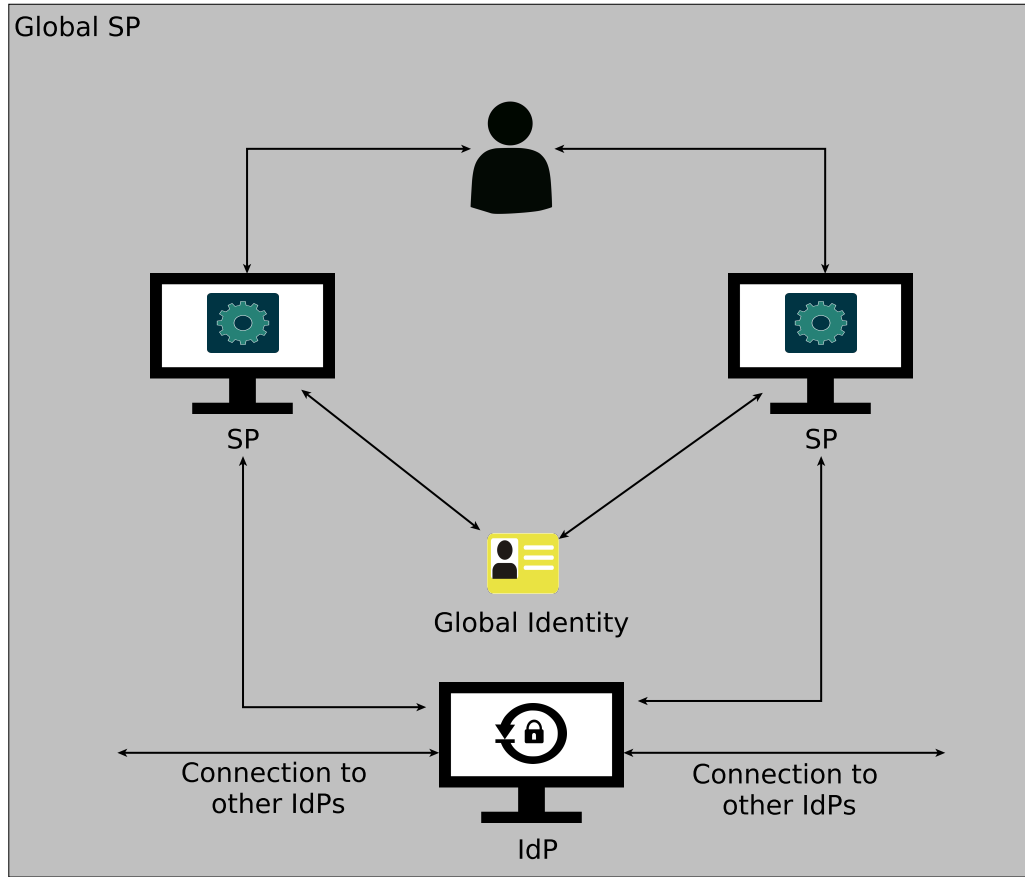 Global SP
SP
SP
Global Identity
Connection to
other IdPs
Connection to
other IdPs
IdP